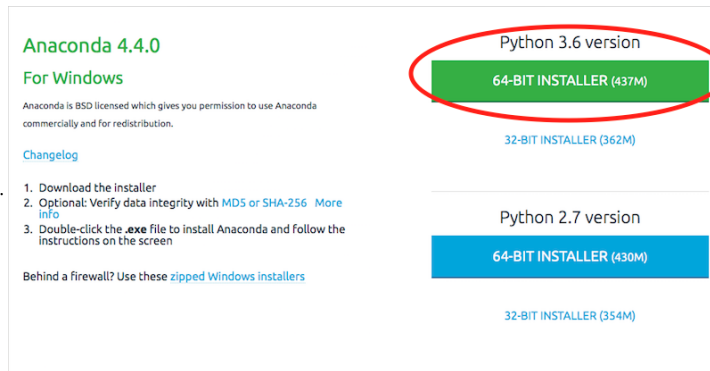 Anaconda 4.4.0
For Windows
Anaconda is BSD licensed which gives you permission to use Anaconda
commercially and for redistribution.
Changelog
1. Download the installer
2. Optional: Verify data integrity with MD5 or SHA-256 More
info
3. Double-click the .exe file to install Anaconda and follow the
instructions on the screen
Behind a firewall? Use these zipped Windows installers
Python 3.6 version
64-BIT INSTALLER (437M)
32-BIT INSTALLER (362M)
Python 2.7 version
64-BIT INSTALLER (430M)
32-BIT INSTALLER (354M)